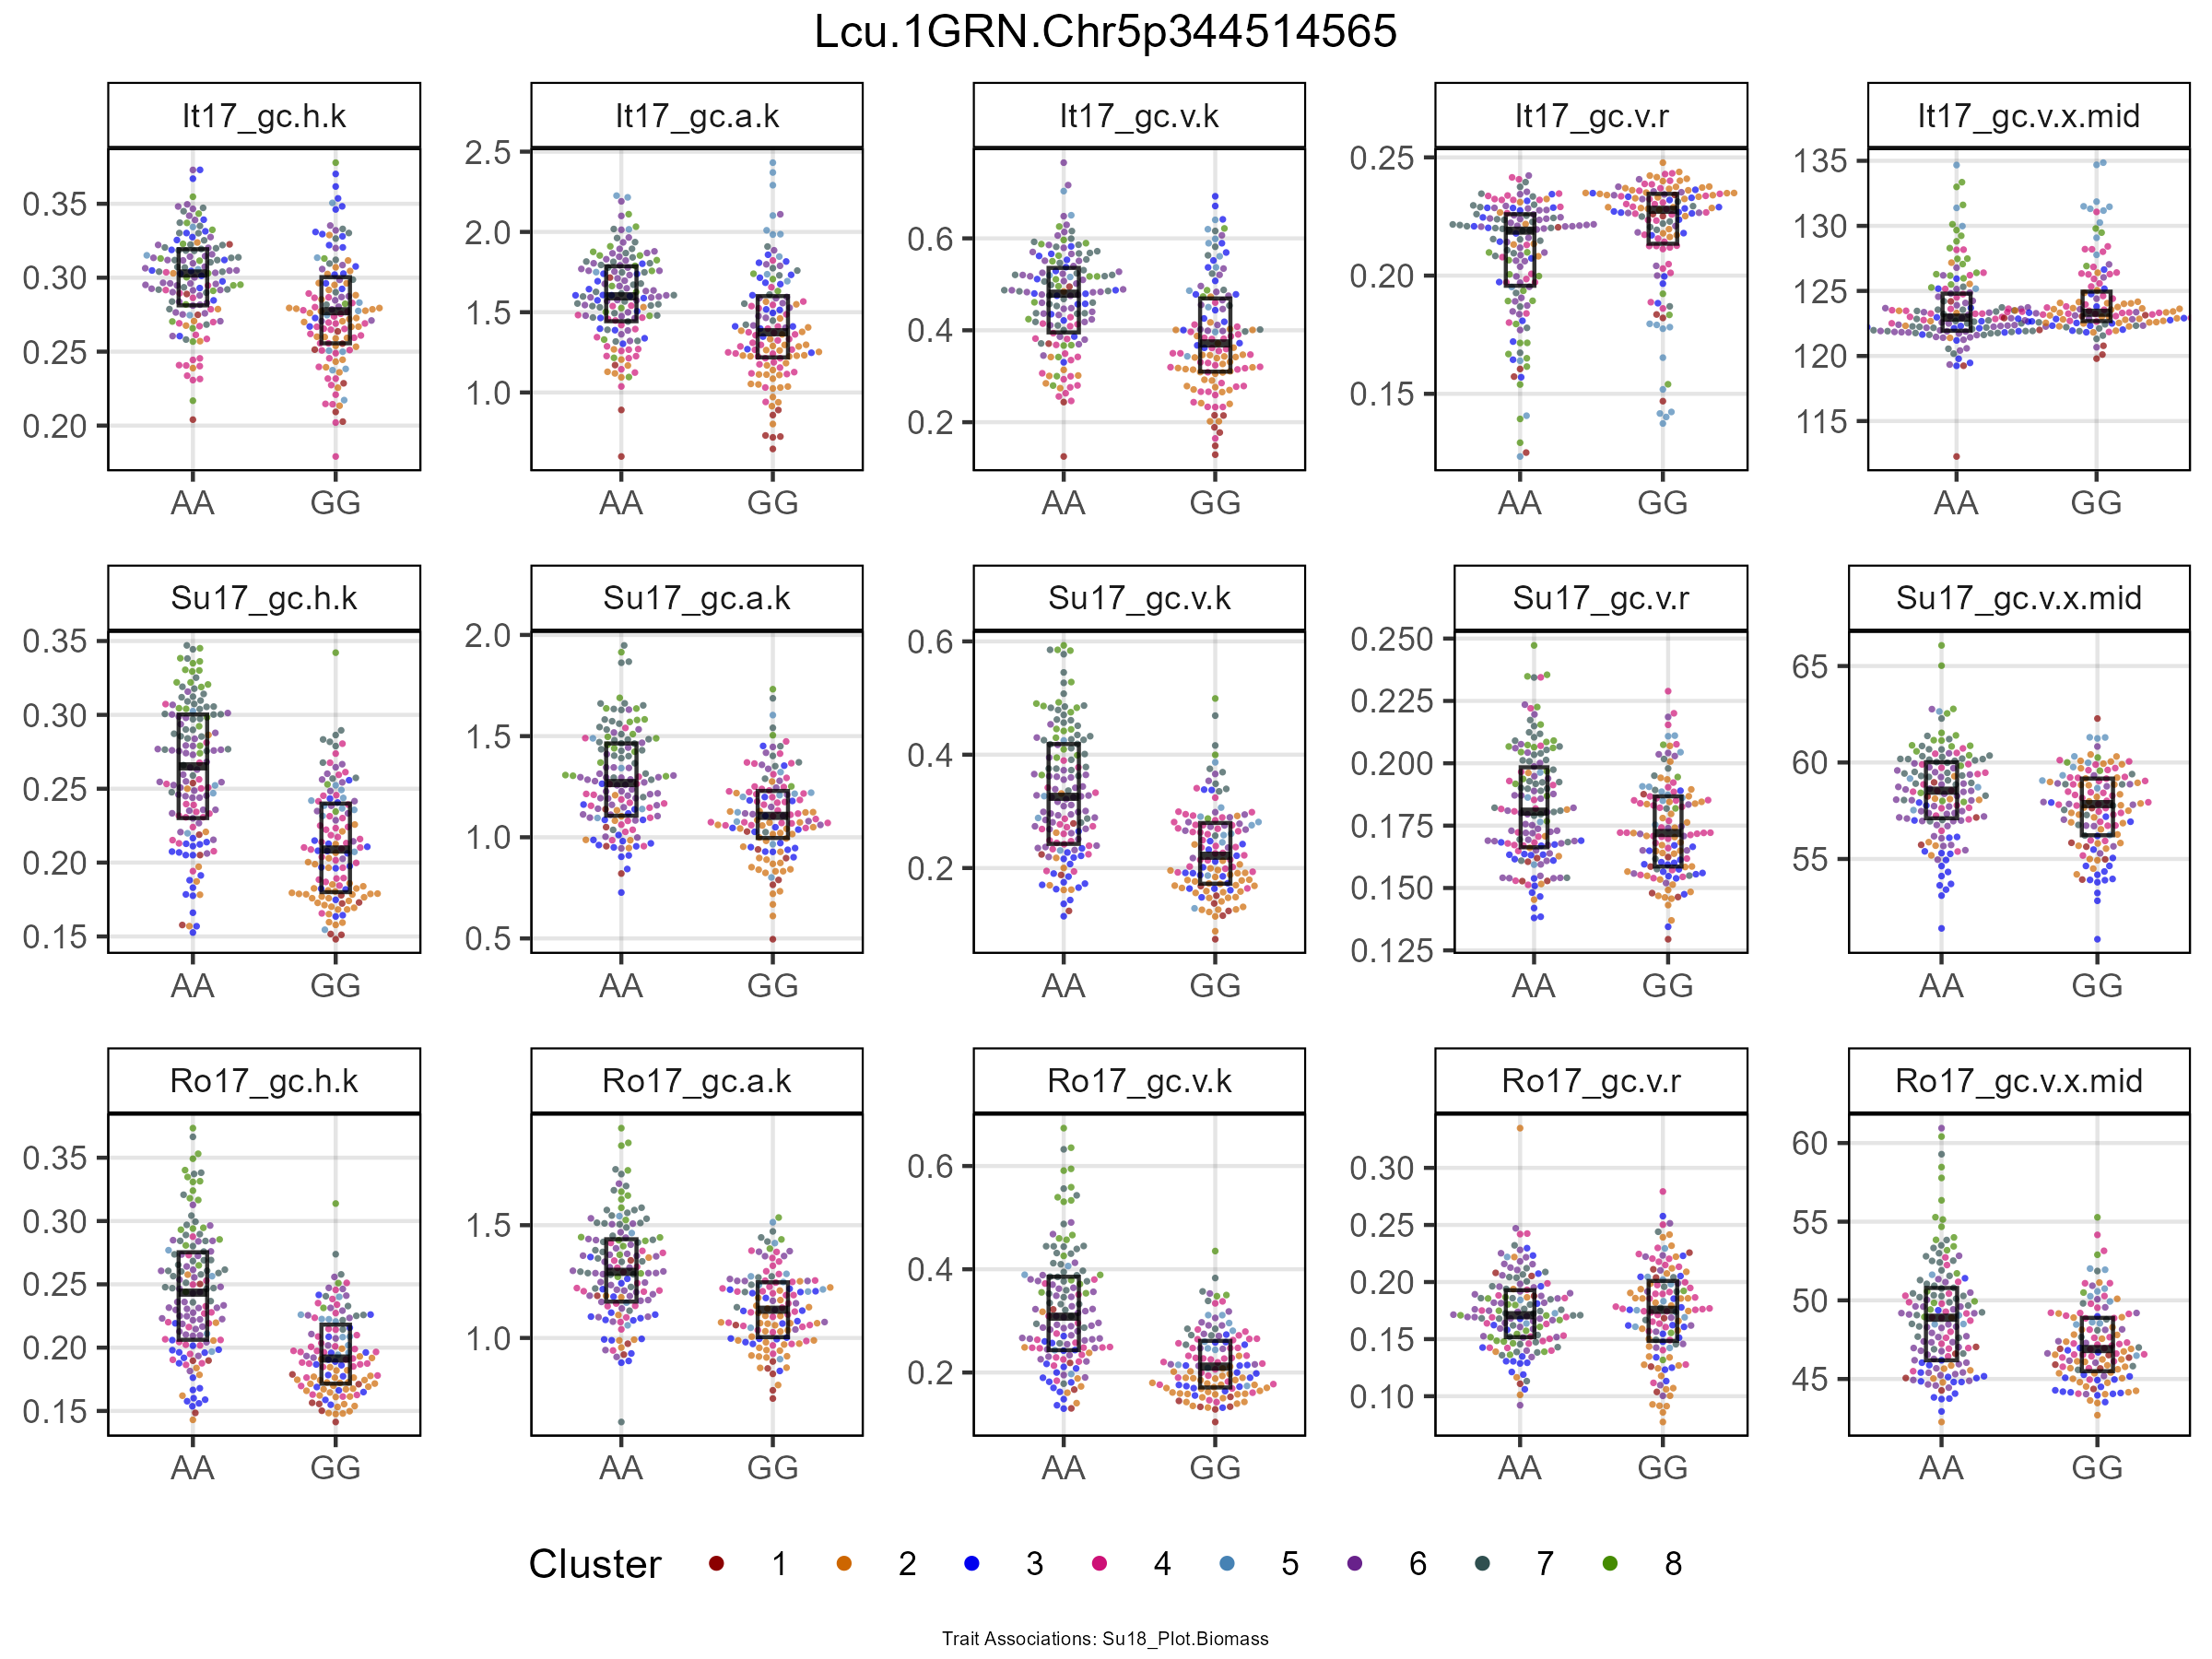 Lcu.1GRN.Chr5p344514565
It17_gc.h.k
It17_gc.a.k
It17_gc.v.k
It17_gc.v.r
It17_gc.v.x.mid
0.35
0.30
0.25
0.20
AA GG
2.5
2.0
1.5
1.0
AA GG
0.6
0.4
0.2
AA GG
0.25
0.20
0.15
AA GG
135
130
125
120
115
AA GG
Su17_gc.h.k
Su17_gc.a.k
Su17_gc.v.k
Su17_gc.v.r
Su17_gc.v.x.mid
0.35
0.30
0.25
0.20
0.15
AA GG
2.0
1.5
1.0
0.5
AA GG
0.6
0.4
0.2
AA GG
0.250
0.225
0.200
0.175
0.150
0.125
AA GG
65
60
55
AA GG
Ro17_gc.h.k
Ro17_gc.a.k
Ro17_gc.v.k
Ro17_gc.v.r
Ro17_gc.v.x.mid
0.35
0.30
0.25
0.20
0.15
AA GG
1.5
1.0
AA GG
0.6
0.4
0.2
AA GG
0.30
0.25
0.20
0.15
0.10
AA GG
60
55
50
45
AA GG
Cluster 1 2 3 4 5 6 7 8
Trait Associations: Su18_Plot.Biomass